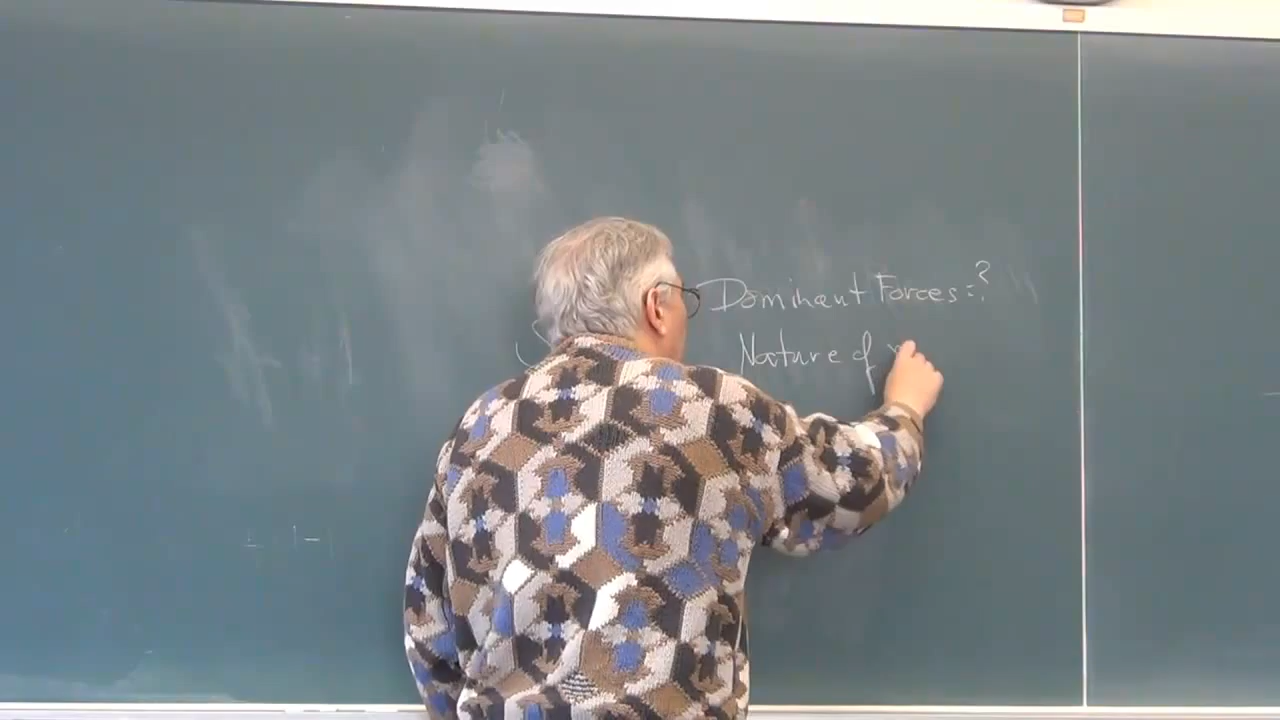 Dominant Forces = ?
Nature of